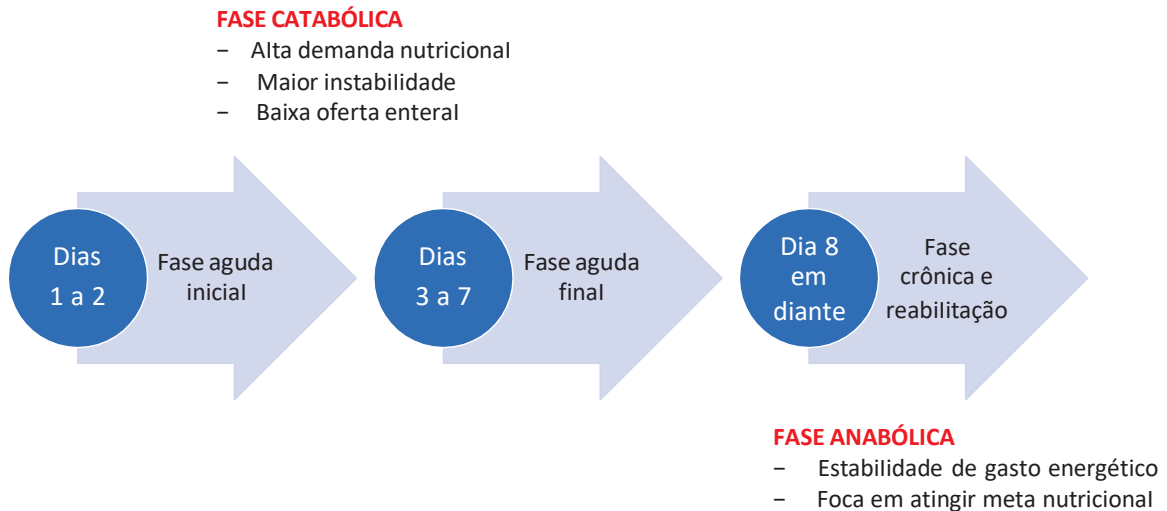 FASE CATABÓLICA
− Alta demanda nutricional
− Maior instabilidade
− Baixa oferta enteral
Dias
1 a 2
Fase aguda
inicial
Dias
3 a 7
Fase aguda
final
Dia 8
em
diante
Fase
crônica e
reabilitação
FASE ANABÓLICA
− Estabilidade de gasto energético
− Foca em atingir meta nutricional